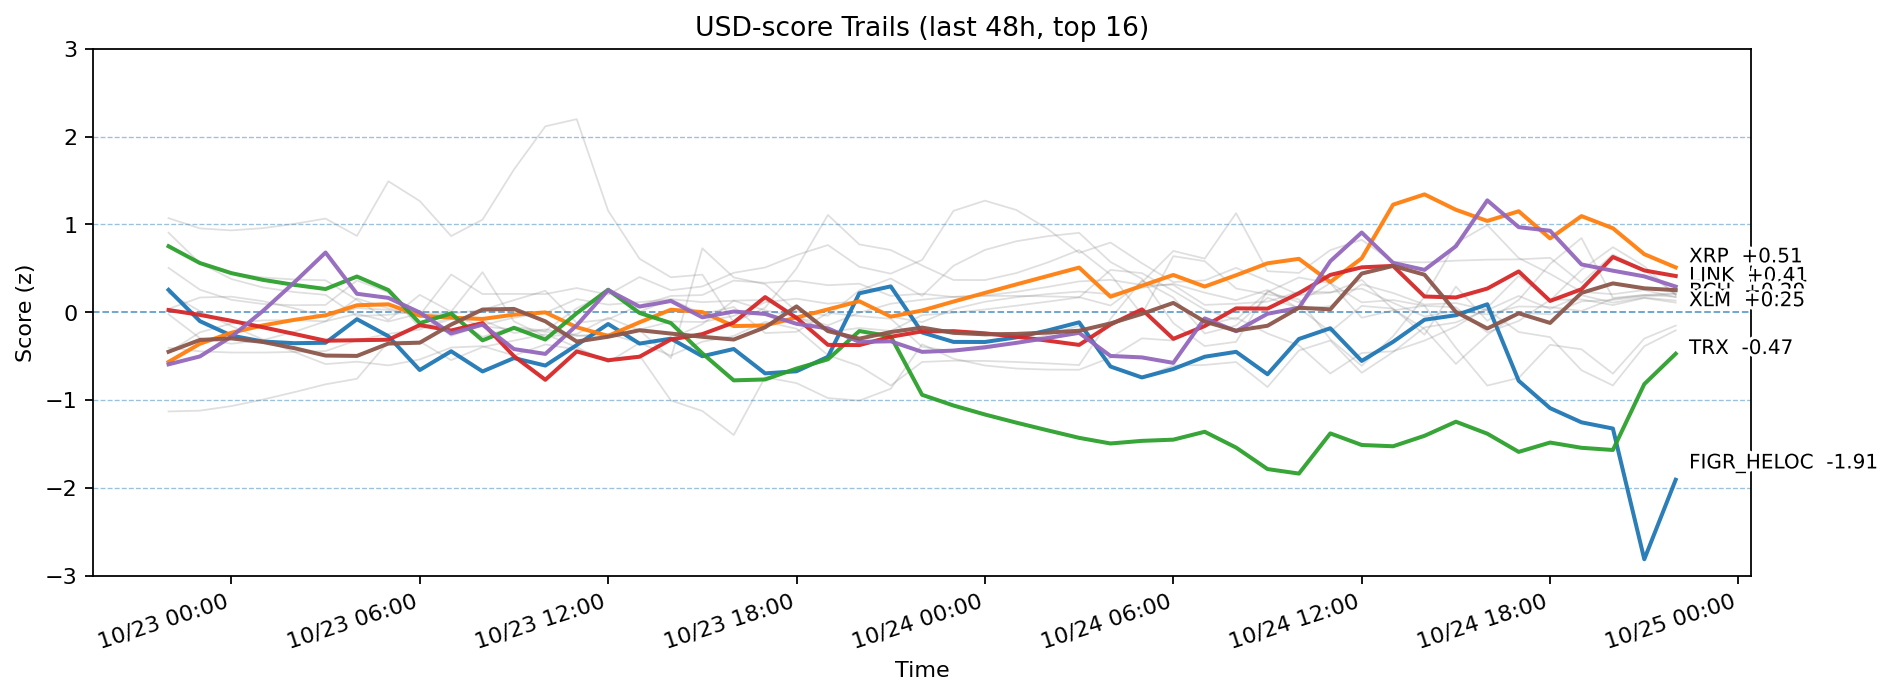 USD-score Trails (last 48h, top 16)
3
2
1
0
−1
−2
−3
Score (z)
XRP +0.51
LINK +0.41
XLM +0.25
TRX -0.47
FIGR_HELOC -1.91
10/23 00:00
10/23 06:00
10/23 12:00
10/23 18:00
10/24 00:00
10/24 06:00
10/24 12:00
10/24 18:00
10/25 00:00
Time